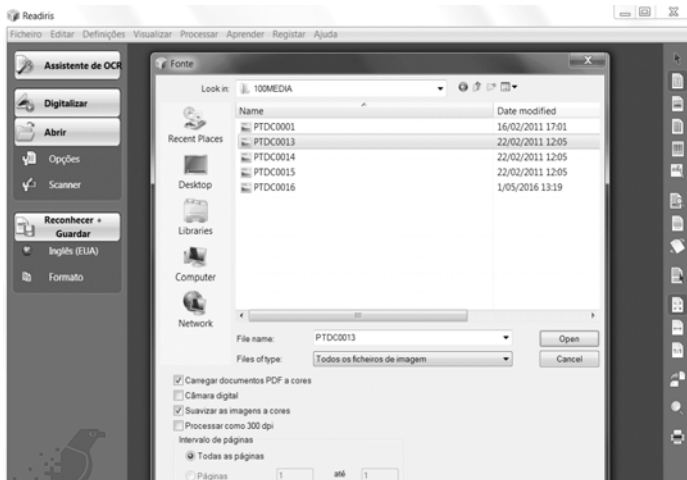 Readiris
Ficheiro Editar Definições Visualizar Processar Aprender Registar Ajuda
Assistente de OCR
Digitalizar
Abrir
Opções
Scanner
Reconhecer +
Guardar
Inglês (EUA)
Formato
Fonte
Look in: 100MEDIA
Name Date modified
PTDC0001 16/02/2011 17:01
PTDC0013 22/02/2011 12:05
PTDC0014 22/02/2011 12:05
PTDC0015 22/02/2011 12:05
PTDC0016 1/05/2016 13:19
Recent Places
Desktop
Libraries
Computer
Network
File name: PTDC0013 Open
Files of type: Todos os ficheiros de imagem Cancel
Carregar documentos PDF a cores
Câmara digital
Suavizar as imagens a cores
Processar como 300 dpi
Intervalo de páginas
Todas as páginas
Páginas 1 até 1